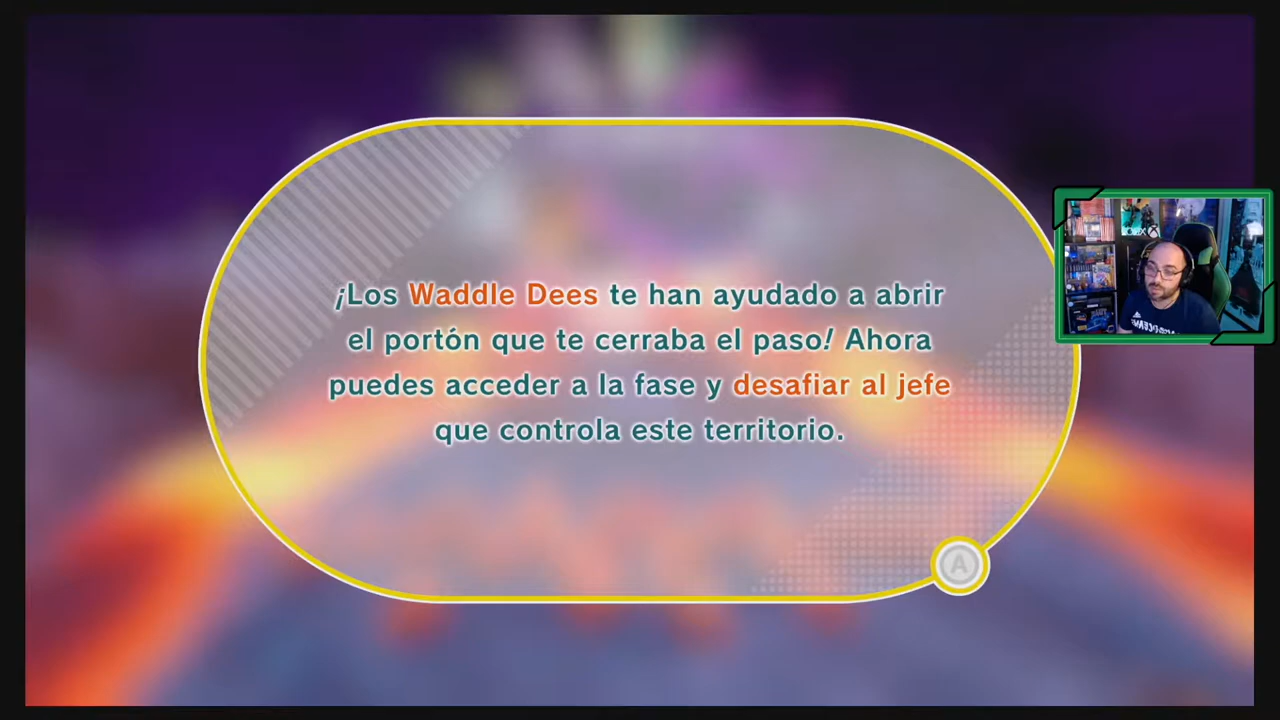 ¡Los Waddle Dees te han ayudado a abrir
el portón que te cerraba el paso! Ahora
puedes acceder a la fase y desafiar al jefe
que controla este territorio.
A